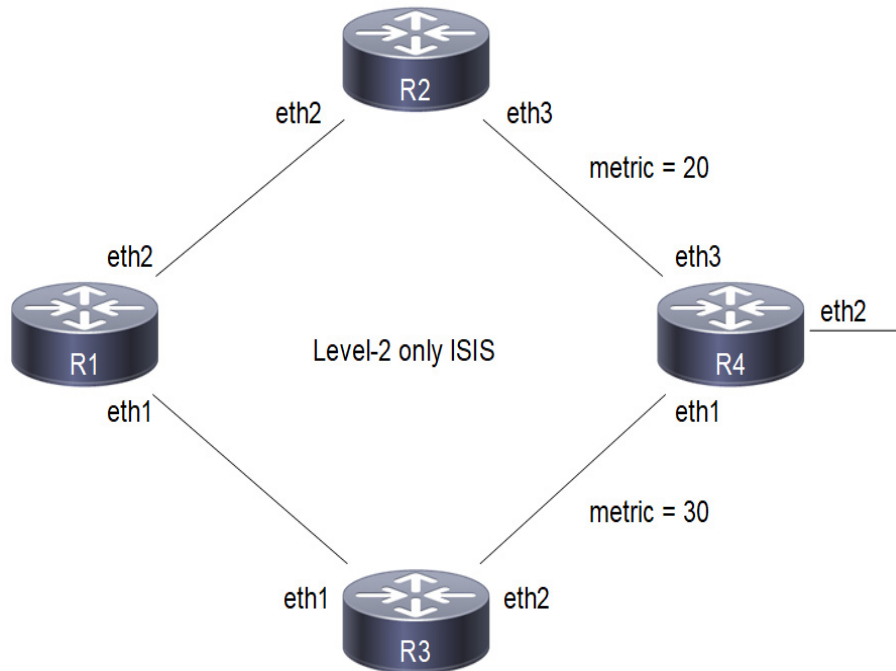 R2
eth2
eth3
metric = 20
eth2
eth3
eth2
R1
Level-2 only ISIS
R4
eth1
eth1
metric = 30
eth1
eth2
R3